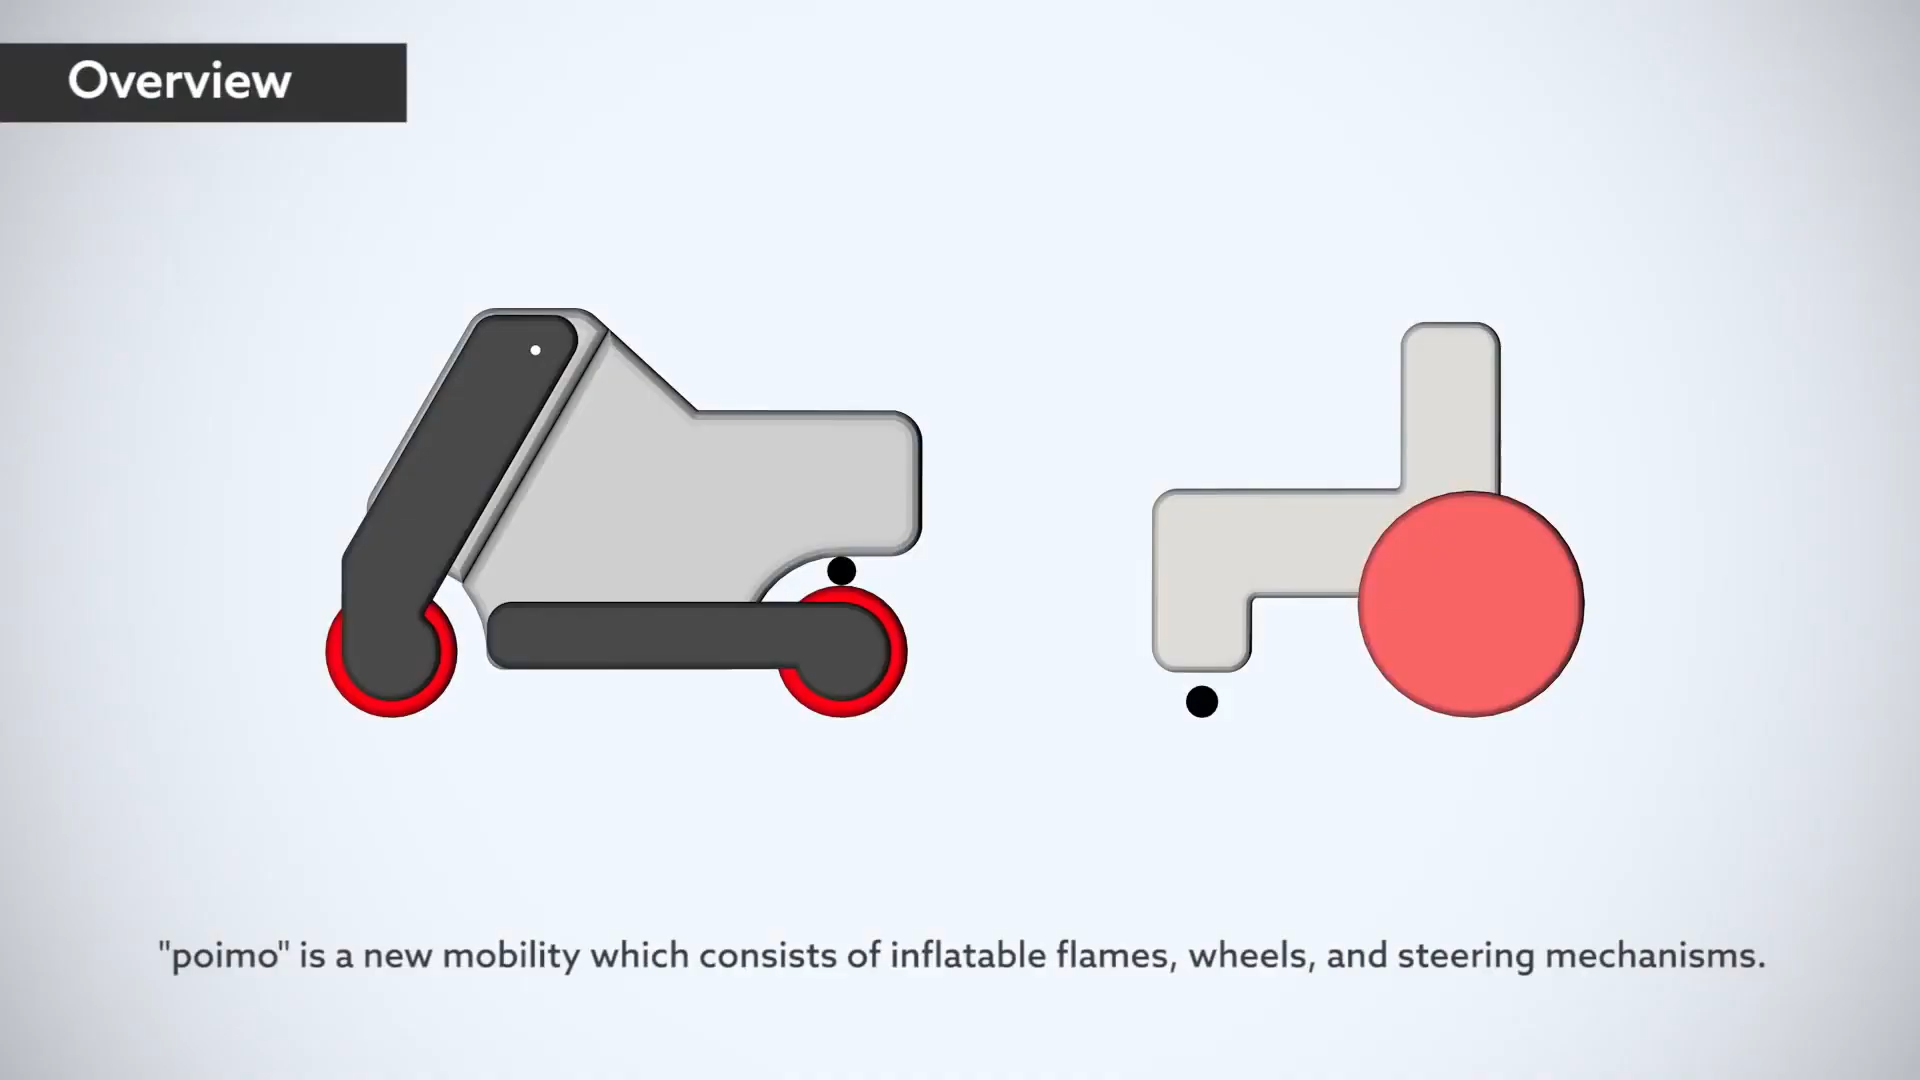 Overview
"poimo" is a new mobility which consists of inflatable flames, wheels, and steering mechanisms.